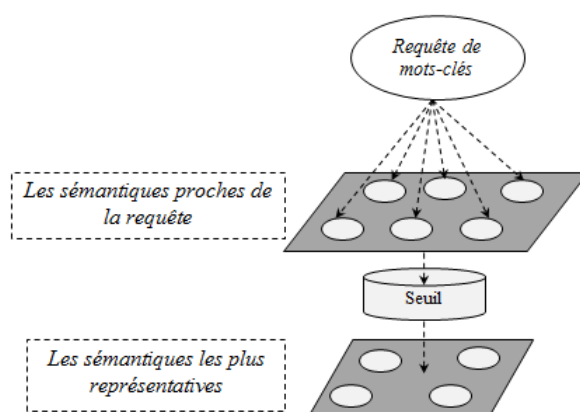 Requête de
mots-clés
Les sémantiques proches de
la requête
Seuil
Les sémantiques les plus
représentatives